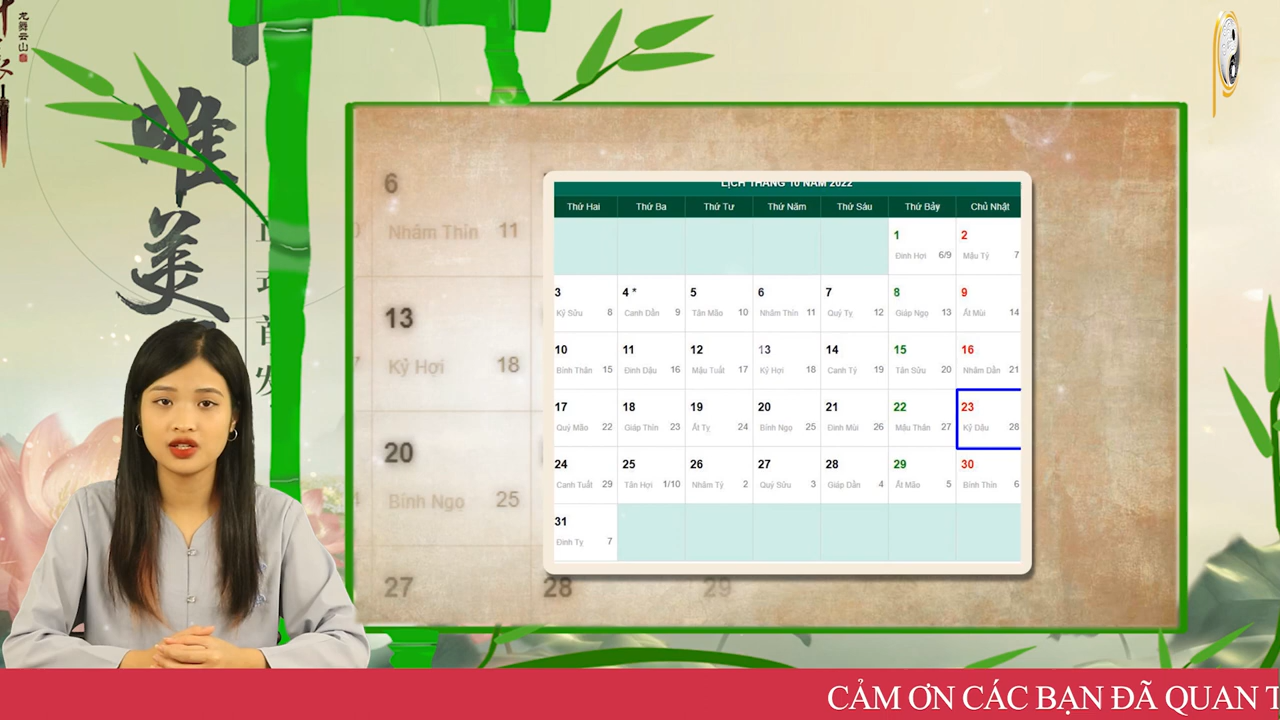 龙舞云山
唯
美
6
Nhâm Thìn 11
13
Kỷ Hợi 18
20
Bính Ngọ 25
27 28 29
LỊCH THÁNG 10 NĂM 2022
Thứ Hai Thứ Ba Thứ Tư Thứ Năm Thứ Sáu Thứ Bảy Chủ Nhật
1 2
Đinh Hợi 6/9 Mậu Tý 7
3 4 * 5 6 7 8 9
Kỷ Sửu 8 Canh Dần 9 Tân Mão 10 Nhâm Thìn 11 Quý Tỵ 12 Giáp Ngọ 13 Ất Mùi 14
10 11 12 13 14 15 16
Bính Thân 15 Đinh Dậu 16 Mậu Tuất 17 Kỷ Hợi 18 Canh Tý 19 Tân Sửu 20 Nhâm Dần 21
17 18 19 20 21 22 23
Quý Mão 22 Giáp Thìn 23 Ất Tỵ 24 Bính Ngọ 25 Đinh Mùi 26 Mậu Thân 27 Kỷ Dậu 28
24 25 26 27 28 29 30
Canh Tuất 29 Tân Hợi 1/10 Nhâm Tý 2 Quý Sửu 3 Giáp Dần 4 Ất Mão 5 Bính Thìn 6
31
Đinh Tỵ 7
CẢM ƠN CÁC BẠN ĐÃ QUAN T